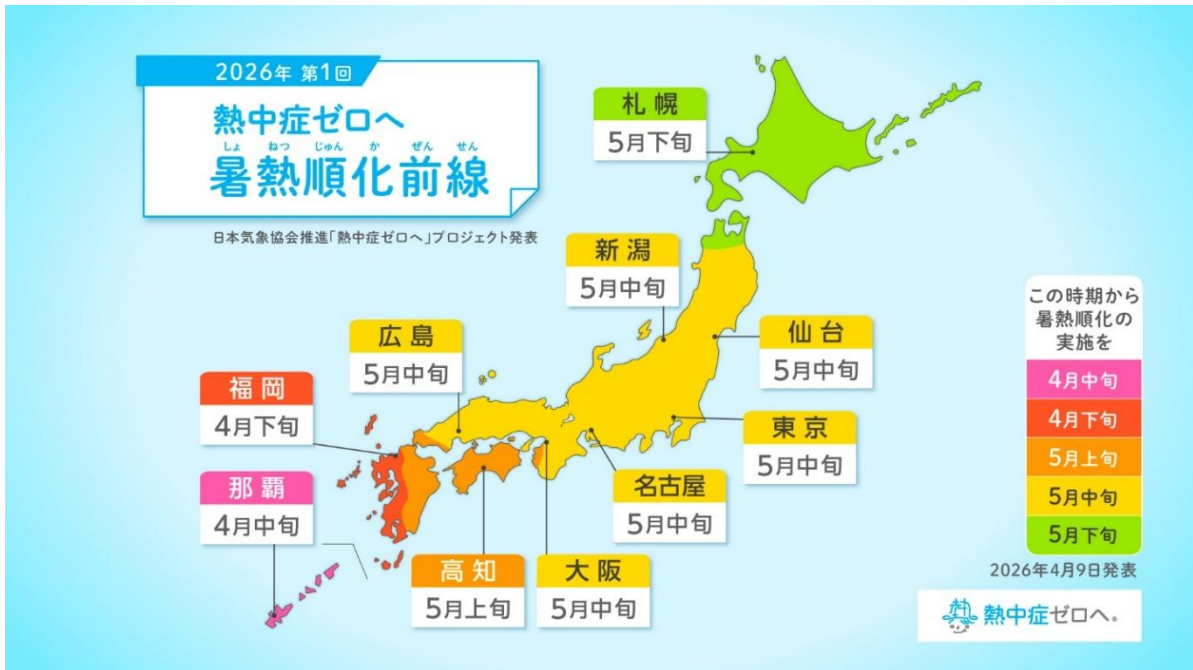 2026年 第1回
熱中症ゼロへ
しょ ねつ じゅん か ぜん せん
暑熱順化前線
日本気象協会推進「熱中症ゼロへ」プロジェクト発表
札幌
5月下旬
新潟
5月中旬
仙台
5月中旬
広島
5月中旬
福岡
4月下旬
東京
5月中旬
那覇
4月中旬
名古屋
5月中旬
高知
5月上旬
大阪
5月中旬
この時期から
暑熱順化の
実施を
4月中旬
4月下旬
5月上旬
5月中旬
5月下旬
2026年4月9日発表
熱中症ゼロへ®